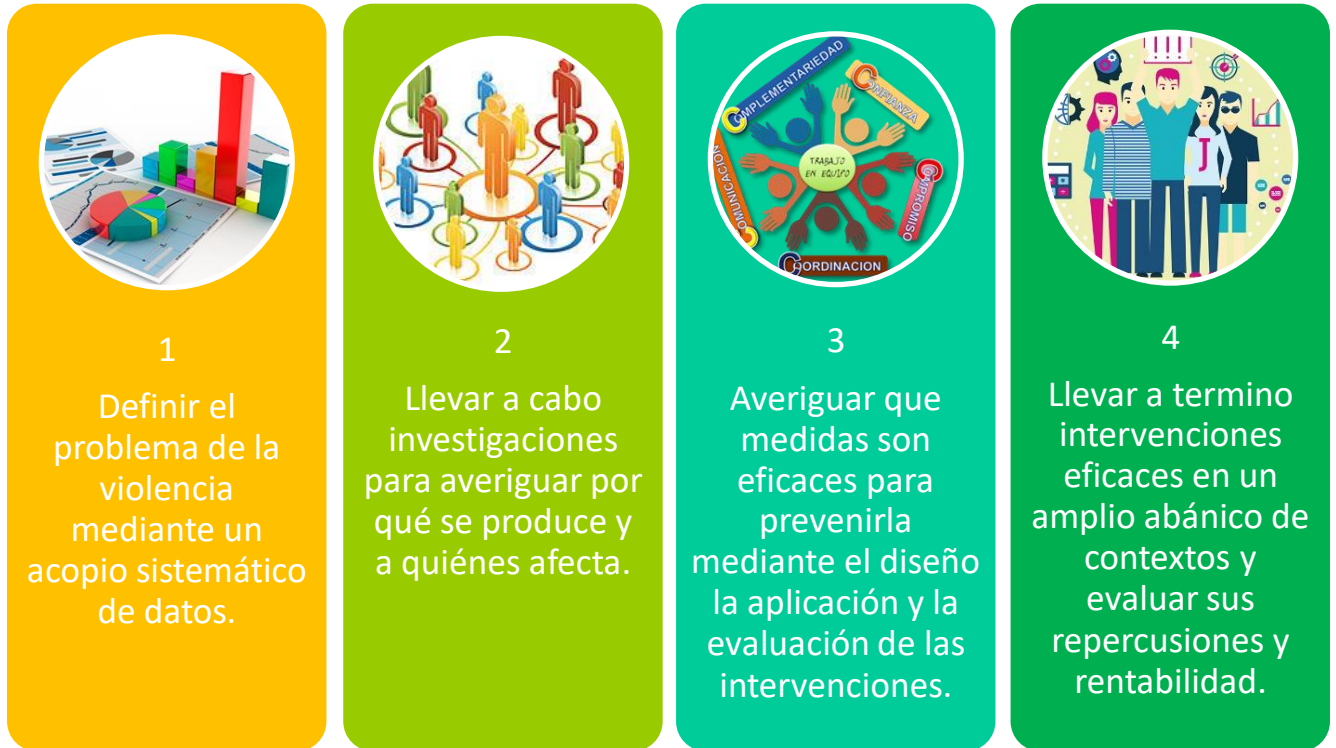 COMPLEMENTARIEDAD
CONFIANZA
COMUNICACION
TRABAJO
EN EQUIPO
COMPROMISO
COORDINACION
!!!
J
1
Definir el
problema de la
violencia
mediante un
acopio sistemático
de datos.
2
Llevar a cabo
investigaciones
para averiguar por
qué se produce y
a quiénes afecta.
3
Averiguar que
medidas son
eficaces para
prevenirla
mediante el diseño
la aplicación y la
evaluación de las
intervenciones.
4
Llevar a termino
intervenciones
eficaces en un
amplio abánico de
contextos y
evaluar sus
repercusiones y
rentabilidad.